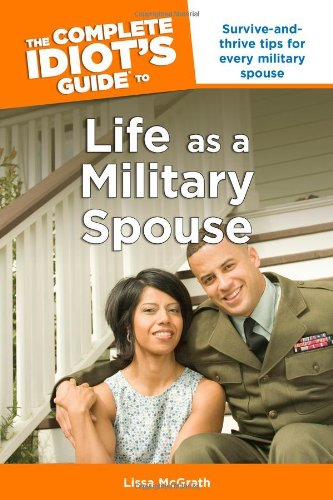 THE COMPLETE
IDIOT'S
GUIDE® TO
Survive-and-
thrive tips for
every military
spouse
Life as a
Military
Spouse
Lissa McGrath